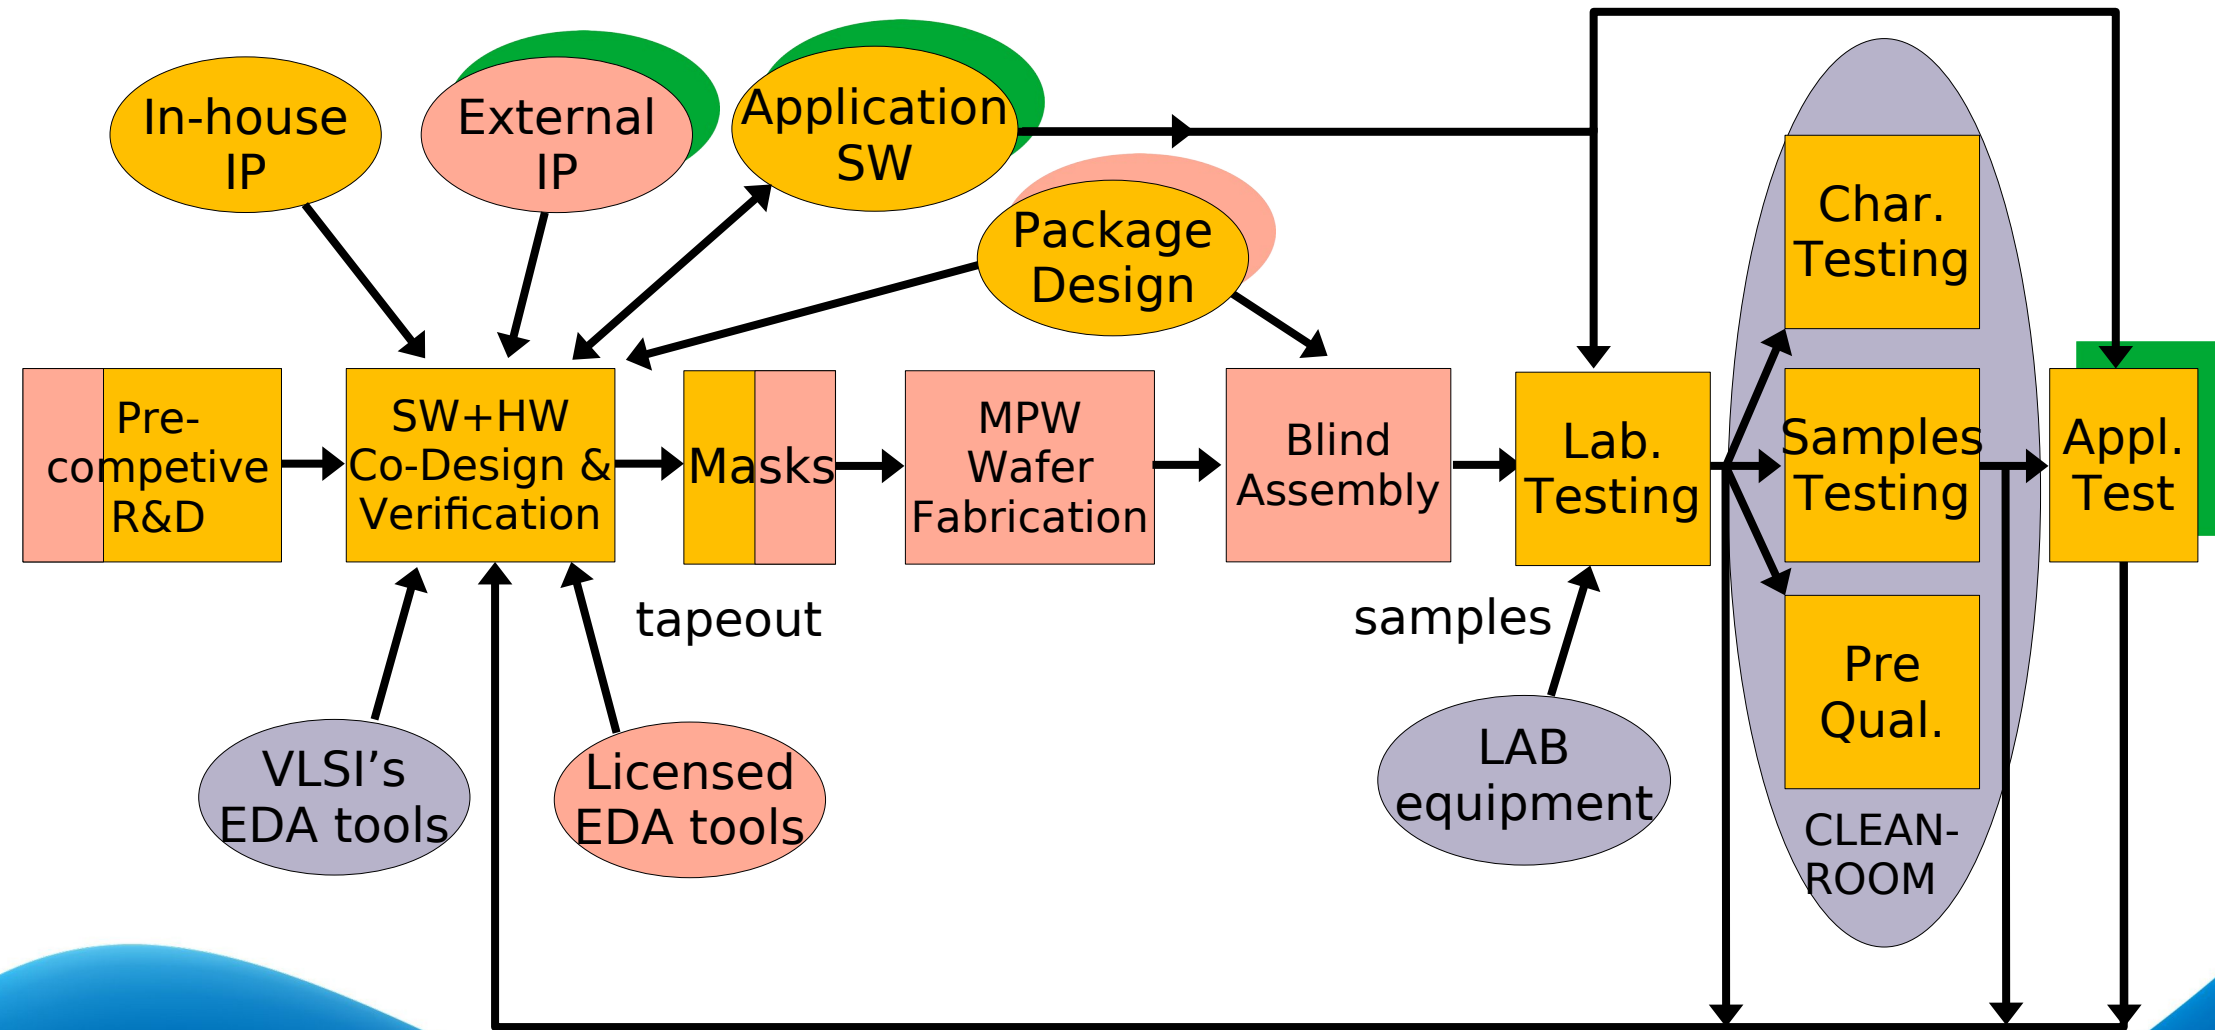 In-house
IP
External
IP
Application
SW
Package
Design
Char.
Testing
Pre-
competive
R&D
SW+HW
Co-Design &
Verification
Masks
MPW
Wafer
Fabrication
Blind
Assembly
Lab.
Testing
Samples
Testing
Appl.
Test
tapeout
samples
Pre
Qual.
VLSI’s
EDA tools
Licensed
EDA tools
LAB
equipment
CLEAN-
ROOM